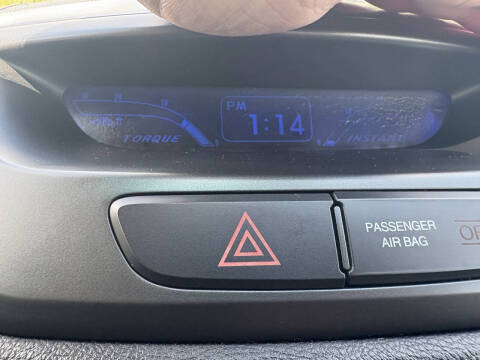 PM
1:14
TORQUE
INSTANT
PASSENGER
AIR BAG